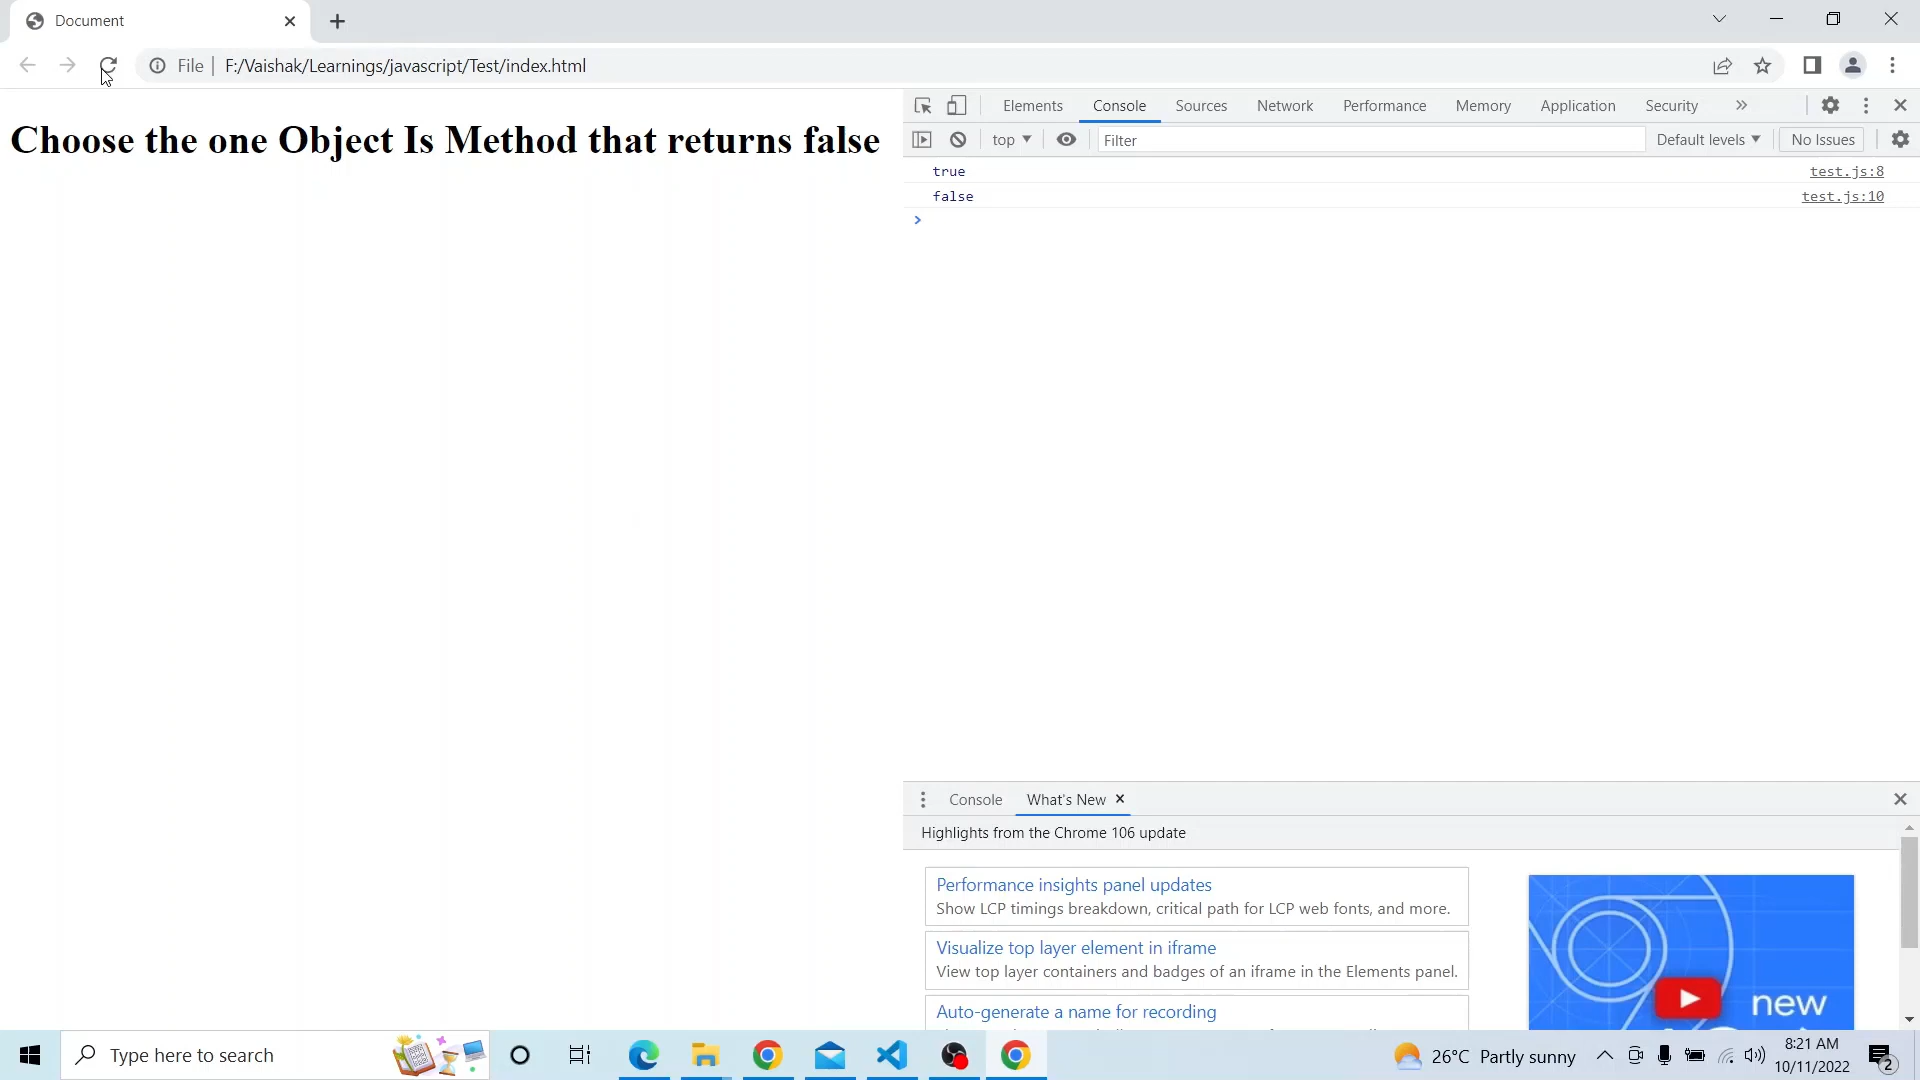 Document
File F:/Vaishak/Learnings/javascript/Test/index.html
Choose the one Object Is Method that returns false
Elements Console Sources Network Performance Memory Application Security
top Filter Default levels No Issues
true test.js:8
false test.js:10
Console What's New
Highlights from the Chrome 106 update
Performance insights panel updates
Show LCP timings breakdown, critical path for LCP web fonts, and more.
Visualize top layer element in iframe
View top layer containers and badges of an iframe in the Elements panel.
Auto-generate a name for recording
new
Type here to search
26°C Partly sunny
8:21 AM
10/11/2022
2